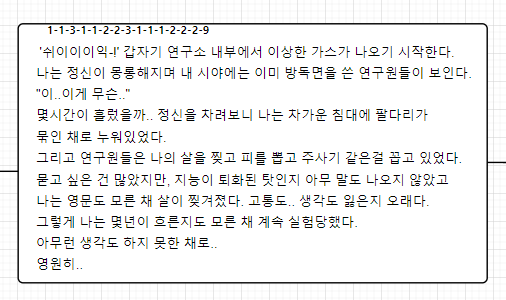 1-1-3-1-1-2-2-3-1-1-1-2-2-2-9
'쉬이이이익-!' 갑자기 연구소 내부에서 이상한 가스가 나오기 시작한다.
나는 정신이 몽롱해지며 내 시야에는 이미 방독면을 쓴 연구원들이 보인다.
"이..이게 무슨.."
몇시간이 흘렀을까.. 정신을 차려보니 나는 차가운 침대에 팔다리가
묶인 채로 누워있었다.
그리고 연구원들은 나의 살을 찢고 피를 뽑고 주사기 같은걸 꼽고 있었다.
묻고 싶은 건 많았지만, 지능이 퇴화된 탓인지 아무 말도 나오지 않았고
나는 영문도 모른 채 살이 찢겨졌다. 고통도.. 생각도 잃은지 오래다.
그렇게 나는 몇년이 흐른지도 모른 채 계속 실험당했다.
아무런 생각도 하지 못한 채로..
영원히..